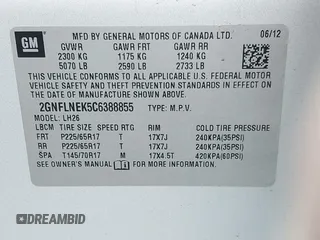 GM
MFD BY GENERAL MOTORS OF CANADA LTD. 06/12
GVWR GAWR FRT GAWR RR
2300 KG 1175 KG 1240 KG
5070 LB 2590 LB 2733 LB
THIS VEHICLE CONFORMS TO ALL APPLICABLE U.S.
FEDERAL MOTOR VEHICLE SAFETY AND THEFT PREVENTION STANDARDS IN
EFFECT ON THE DATE OF MANUFACTURE SHOWN ABOVE.
2GNFLNEK5C6388855 TYPE: M.P.V.
MODEL: LH26
LBCM TIRE SIZE SPEED RTG RIM COLD TIRE PRESSURE
FRT P225/65R17 T 17X7J 240KPA(35PSI)
RR P225/65R17 T 17X7J 240KPA(35PSI)
SPA T145/70R17 M 17X4.5T 420KPA(60PSI)
SEE OWNER'S MANUAL FOR MORE INFORMATION.
DREAMBID